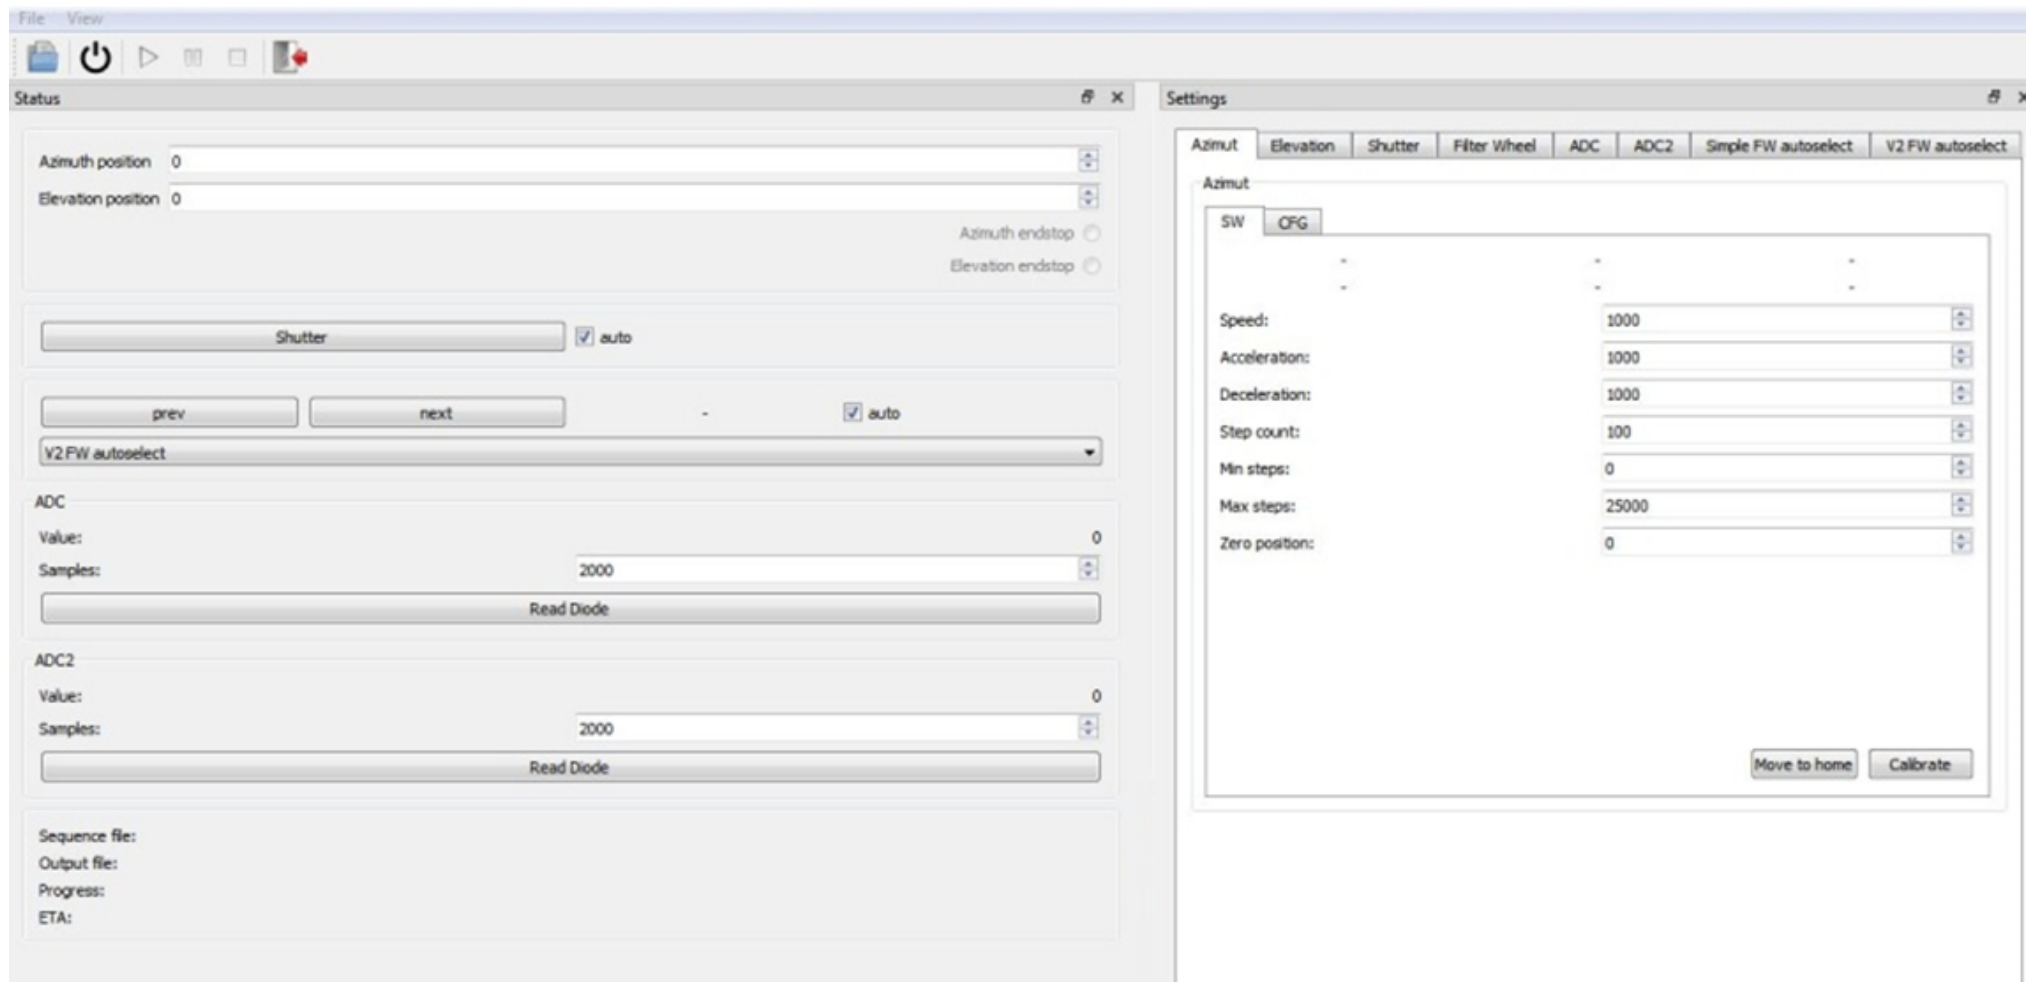 File View
Status
Azimuth position 0
Elevation position 0
Azimuth endstop
Elevation endstop
Shutter auto
prev next - auto
V2 FW autoselect
ADC
Value: 0
Samples: 2000
Read Diode
ADC2
Value: 0
Samples: 2000
Read Diode
Sequence file:
Output file:
Progress:
ETA:
Settings
Azimut Elevation Shutter Filter Wheel ADC ADC2 Simple FW autoselect V2 FW autoselect
Azimut
SW CFG
- - -
- - -
Speed: 1000
Acceleration: 1000
Deceleration: 1000
Step count: 100
Min steps: 0
Max steps: 25000
Zero position: 0
Move to home Calibrate